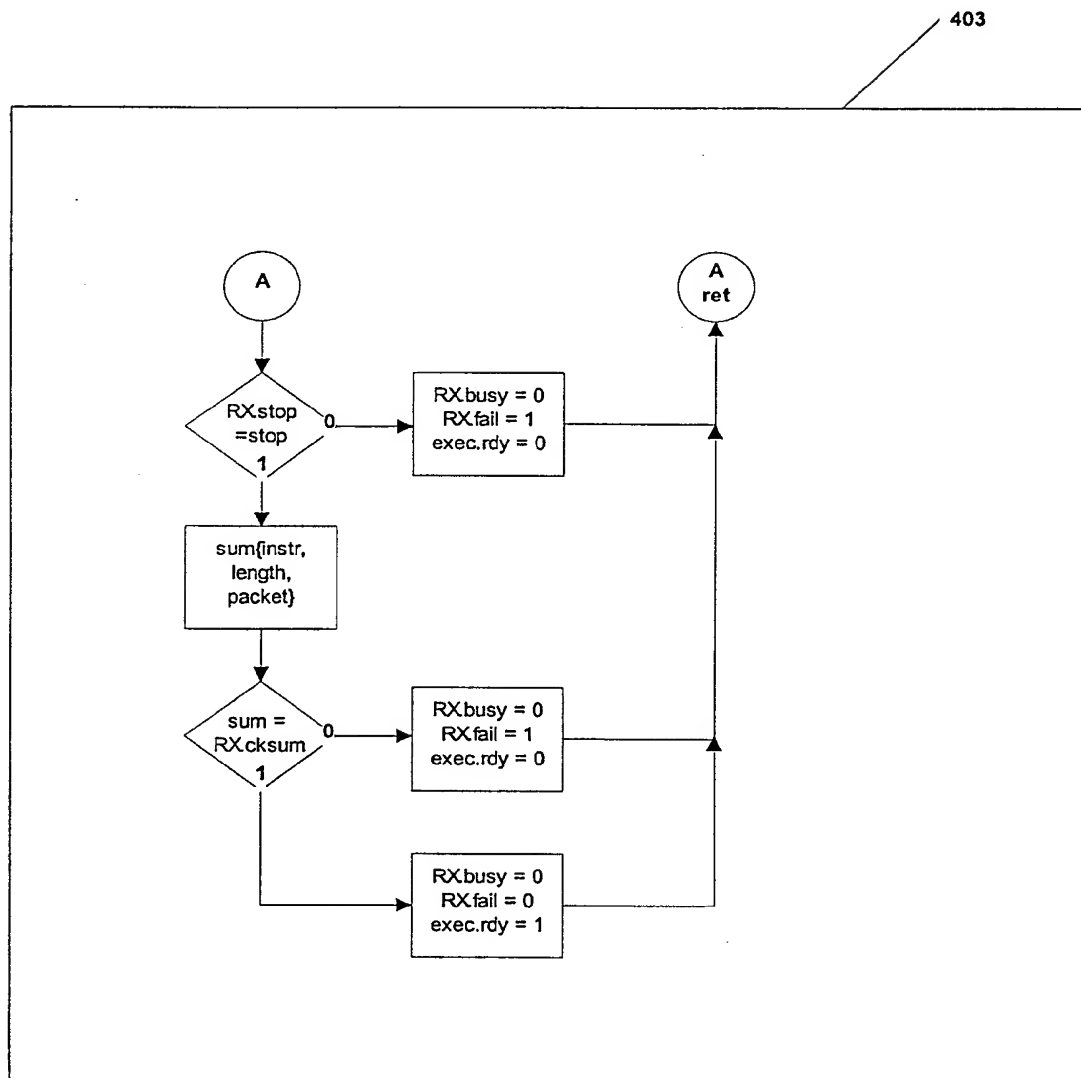 403
A
A
ret
RX.stop
=stop
0
1
RX.busy = 0
RX.fail = 1
exec.rdy = 0
sum{instr,
length,
packet}
sum =
RX.cksum
0
1
RX.busy = 0
RX.fail = 1
exec.rdy = 0
RX.busy = 0
RX.fail = 0
exec.rdy = 1